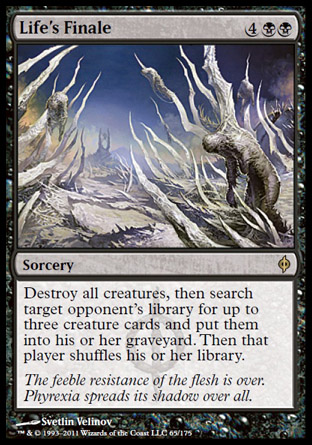 Life's Finale 4
Sorcery
Destroy all creatures, then search
target opponent's library for up to
three creature cards and put them
into his or her graveyard. Then that
player shuffles his or her library.
The feeble resistance of the flesh is over.
Phyrexia spreads its shadow over all.
Svetlin Velinov
™ & © 1993–2011 Wizards of the Coast LLC 65/175